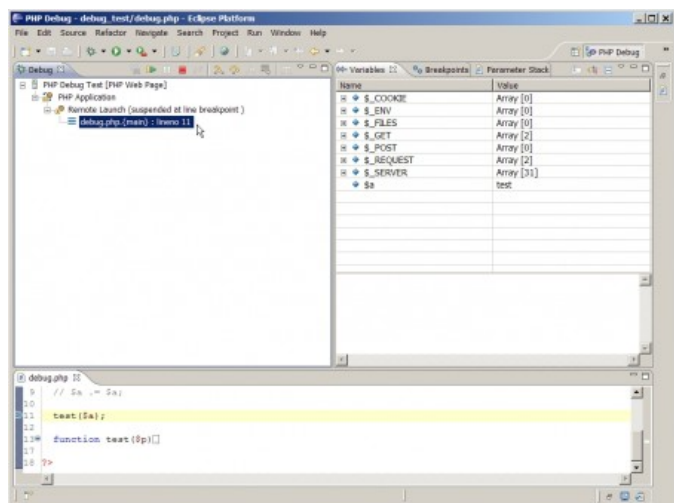 PHP Debug - debug_test/debug.php - Eclipse Platform
File Edit Source Refactor Navigate Search Project Run Window Help
PHP Debug
Debug
PHP Debug Test [PHP Web Page]
PHP Application
Remote Launch (suspended at line breakpoint )
debug.php.{main} : lineno 11
Variables Breakpoints Parameter Stack
Name Value
$_COOKIE Array [0]
$_ENV Array [0]
$_FILES Array [0]
$_GET Array [2]
$_POST Array [0]
$_REQUEST Array [2]
$_SERVER Array [31]
$a test
debug.php
9 // $a .= $a;
10
11 test($a);
12
13 function test($p)
17
18 ?>